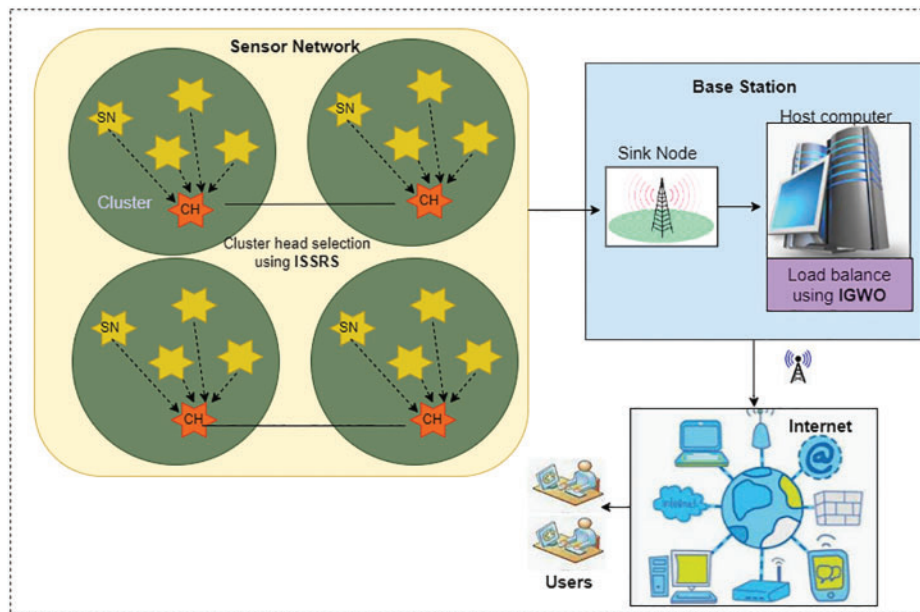 Sensor Network
SN
SN
CH
CH
Cluster
Cluster head selection
using ISSRS
SN
SN
CH
CH
Base Station
Host computer
Sink Node
Load balance
using IGWO
Internet
@
Users